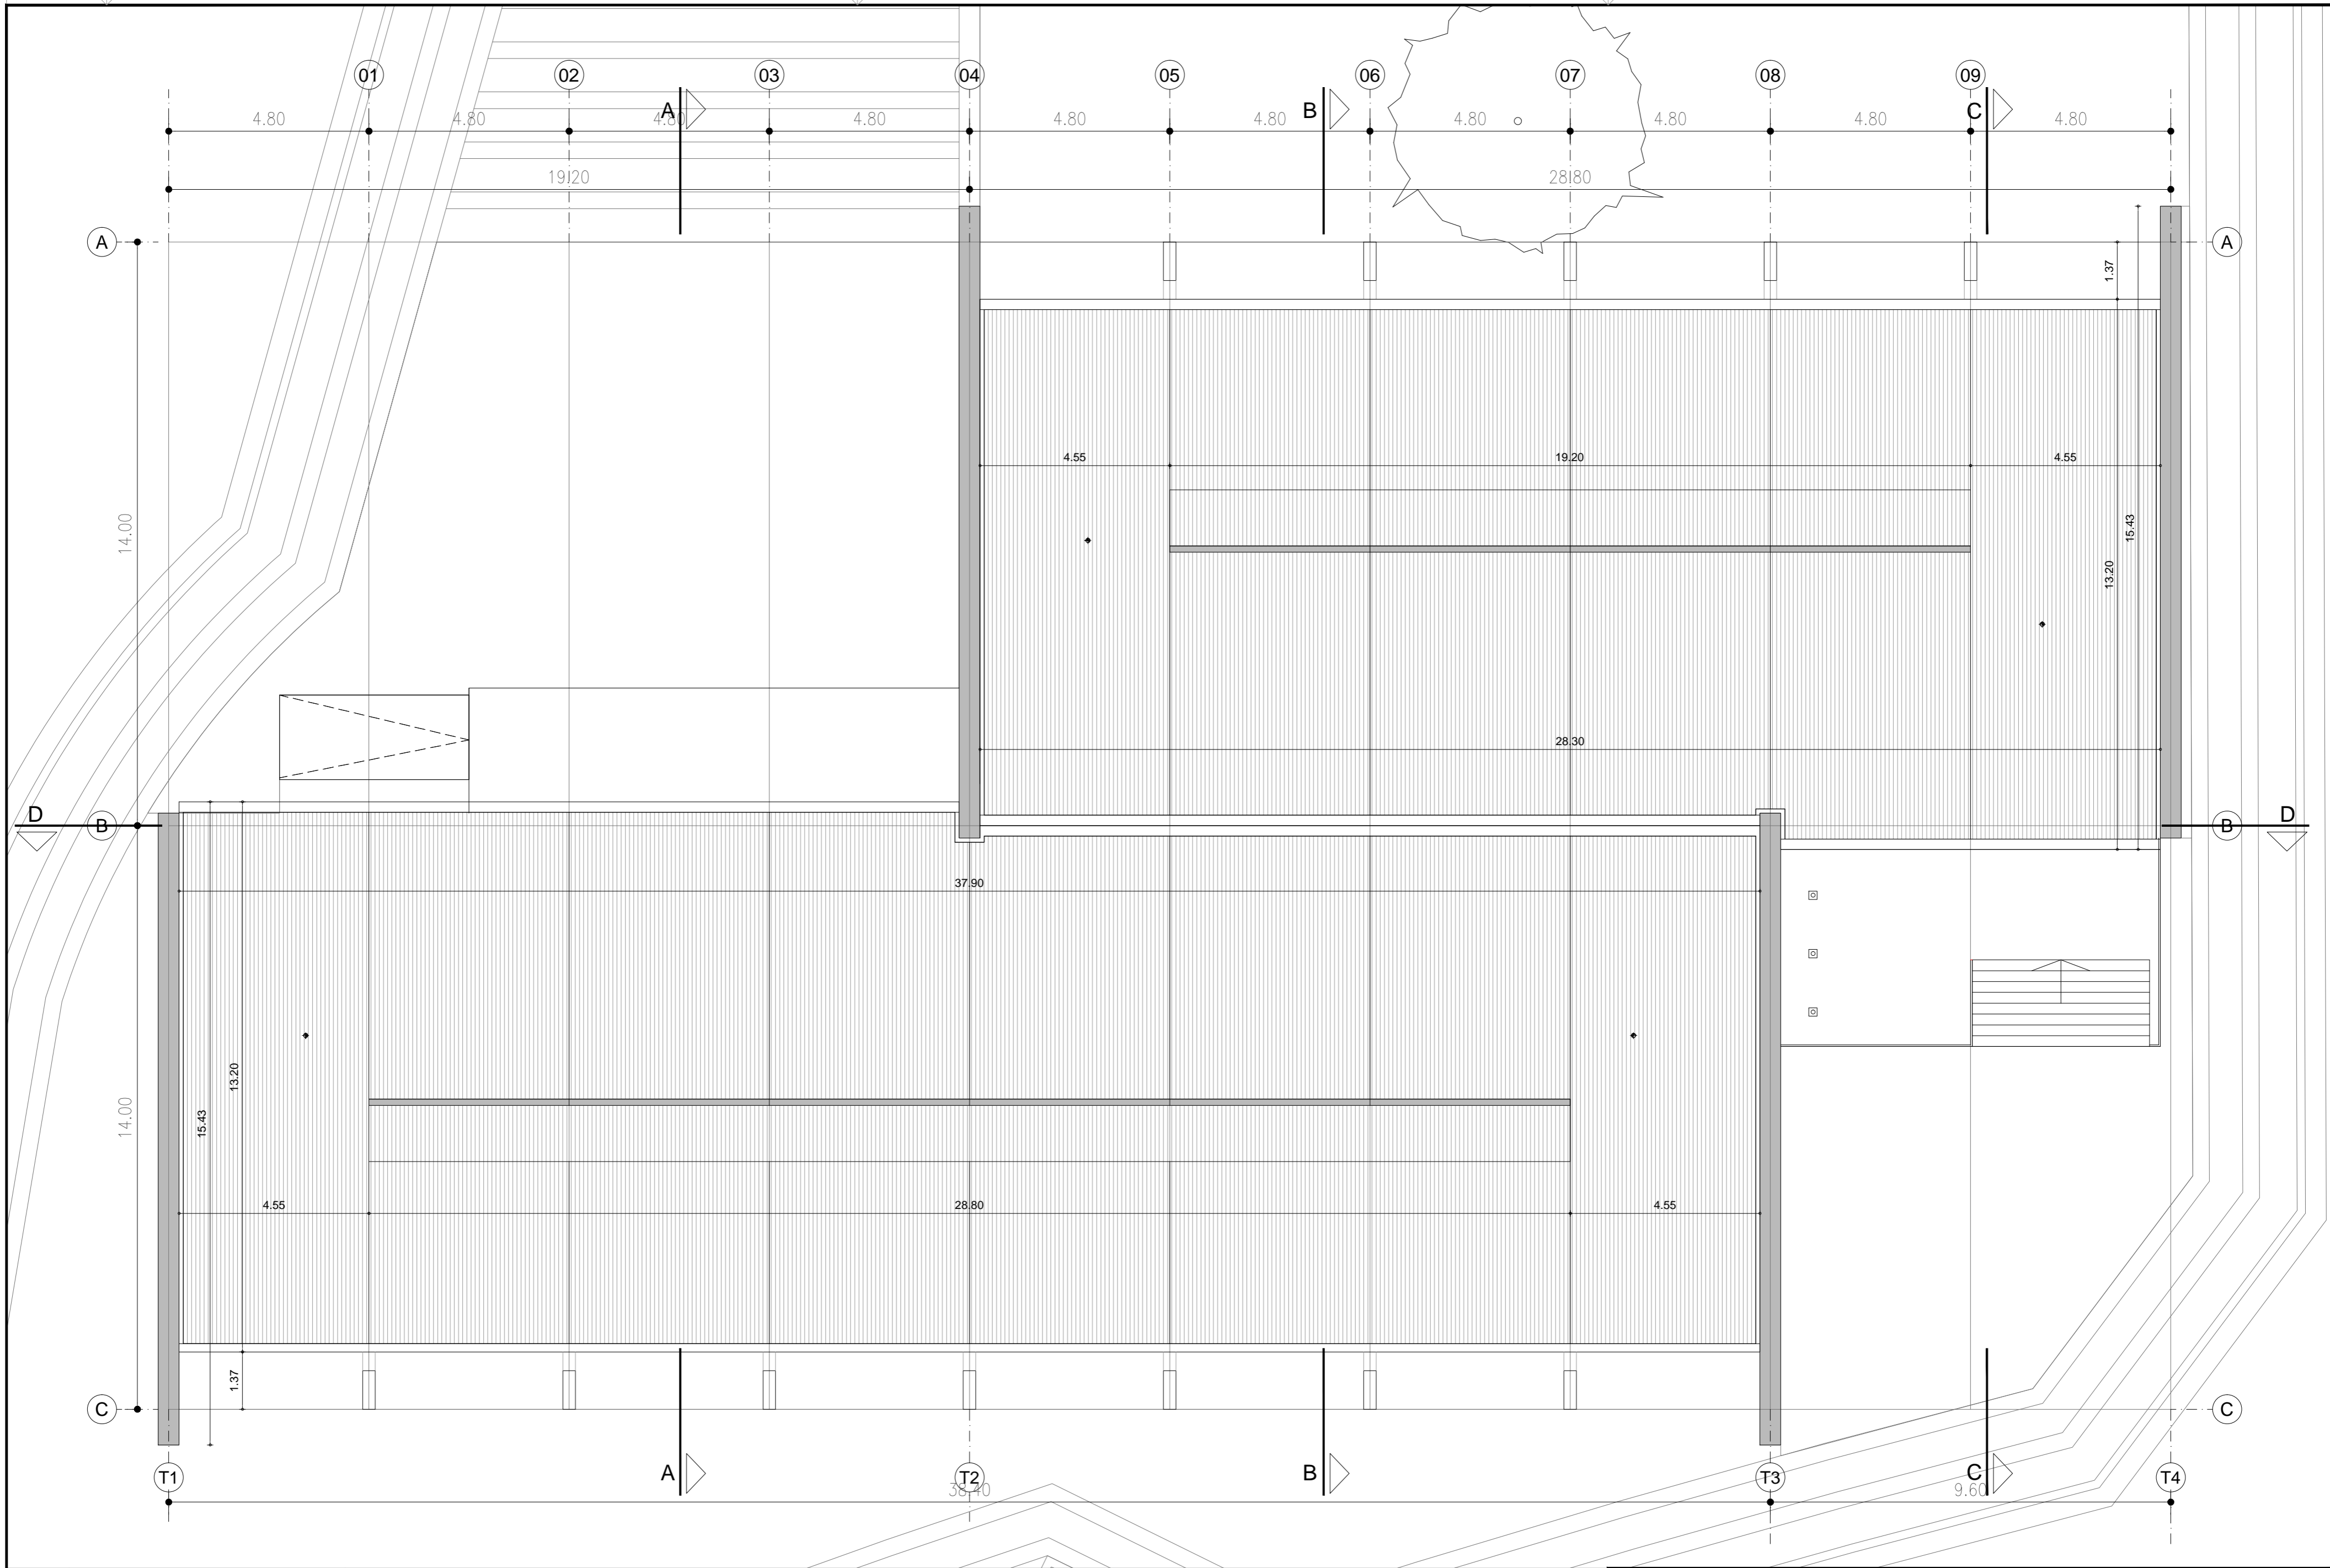 01 02 03 04 05 06 07 08 09
A B C
4.80 4.80 4.80 4.80 4.80 4.80 4.80 4.80 4.80 4.80
19.20 28.80
A A
1.37
4.55 19.20 4.55
14.00
15.43
13.20
28.30
D D
B B
37.90
13.20
14.00
15.43
4.55 28.80 4.55
1.37
C C
A B C
T1 T2 T3 T4
38.40 9.60